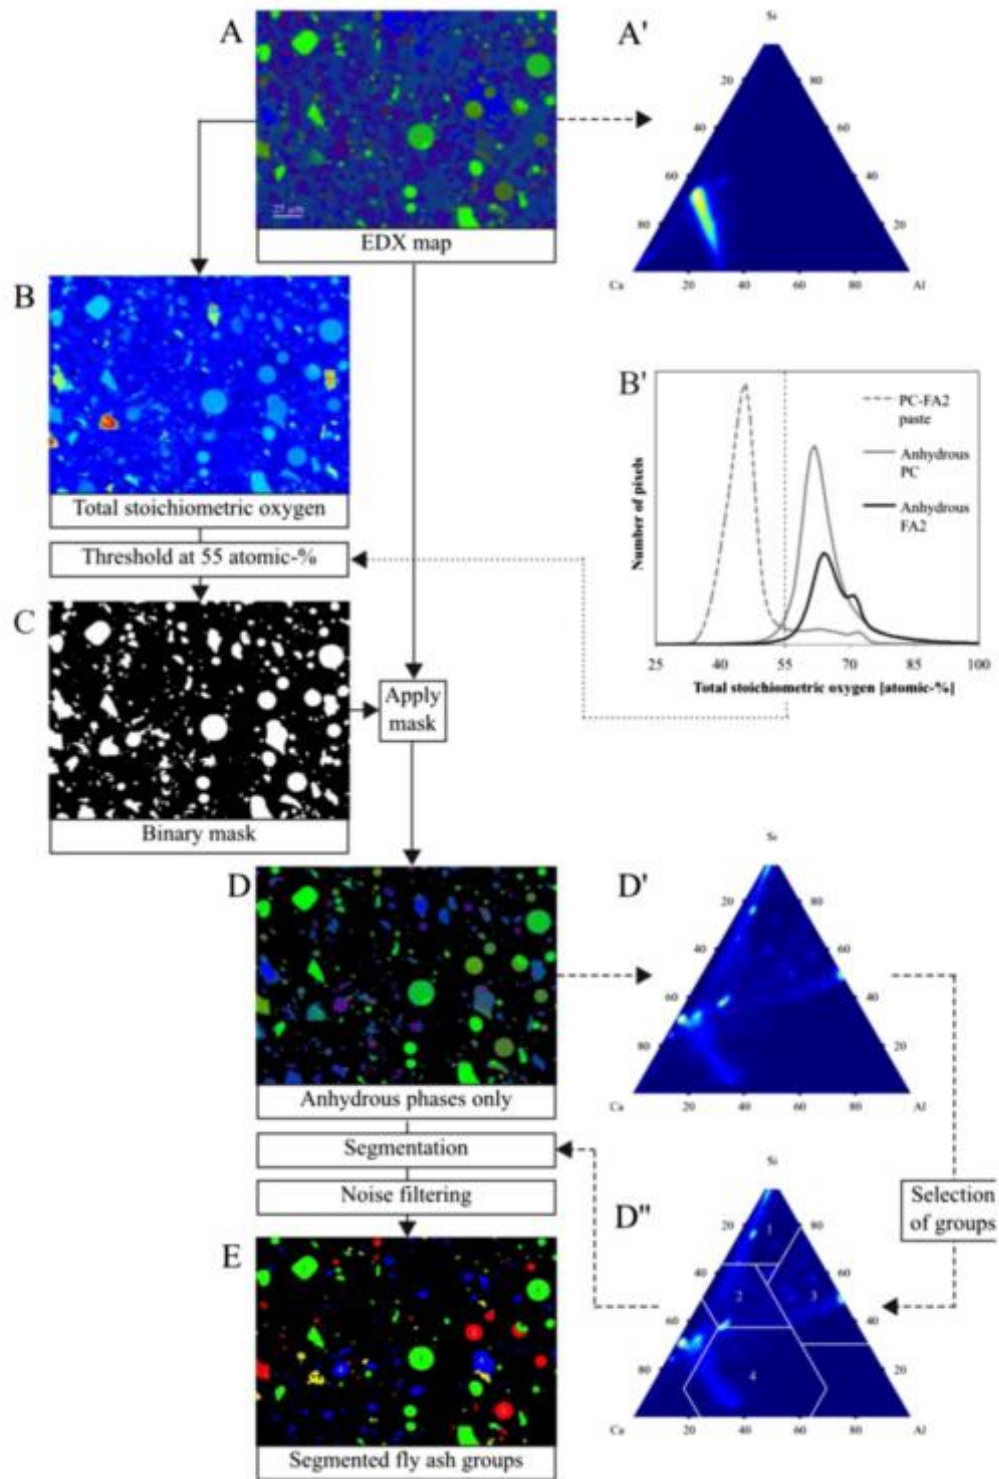 A
EDX map
25 µm
A'
Si
20
80
40
60
60
40
80
20
Ca
20
40
60
80
Al
B
Total stoichiometric oxygen
Threshold at 55 atomic-%
B'
Number of pixels
PC-FA2
paste
Anhydrous
PC
Anhydrous
FA2
25
40
55
70
85
100
Total stoichiometric oxygen [atomic-%]
C
Binary mask
Apply
mask
D
Anhydrous phases only
Segmentation
Noise filtering
D'
Si
20
80
40
60
60
40
80
20
Ca
20
40
60
80
Al
Selection
of groups
D"
Si
20
80
40
60
60
40
80
20
1
2
3
4
Ca
20
40
60
80
Al
E
Segmented fly ash groups